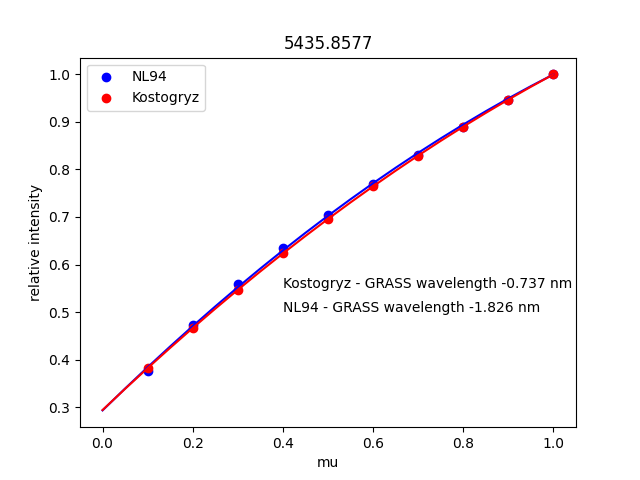 5435.8577
NL94
Kostogryz
relative intensity
1.0
0.9
0.8
0.7
0.6
0.5
0.4
0.3
Kostogryz - GRASS wavelength -0.737 nm
NL94 - GRASS wavelength -1.826 nm
0.0 0.2 0.4 0.6 0.8 1.0
mu